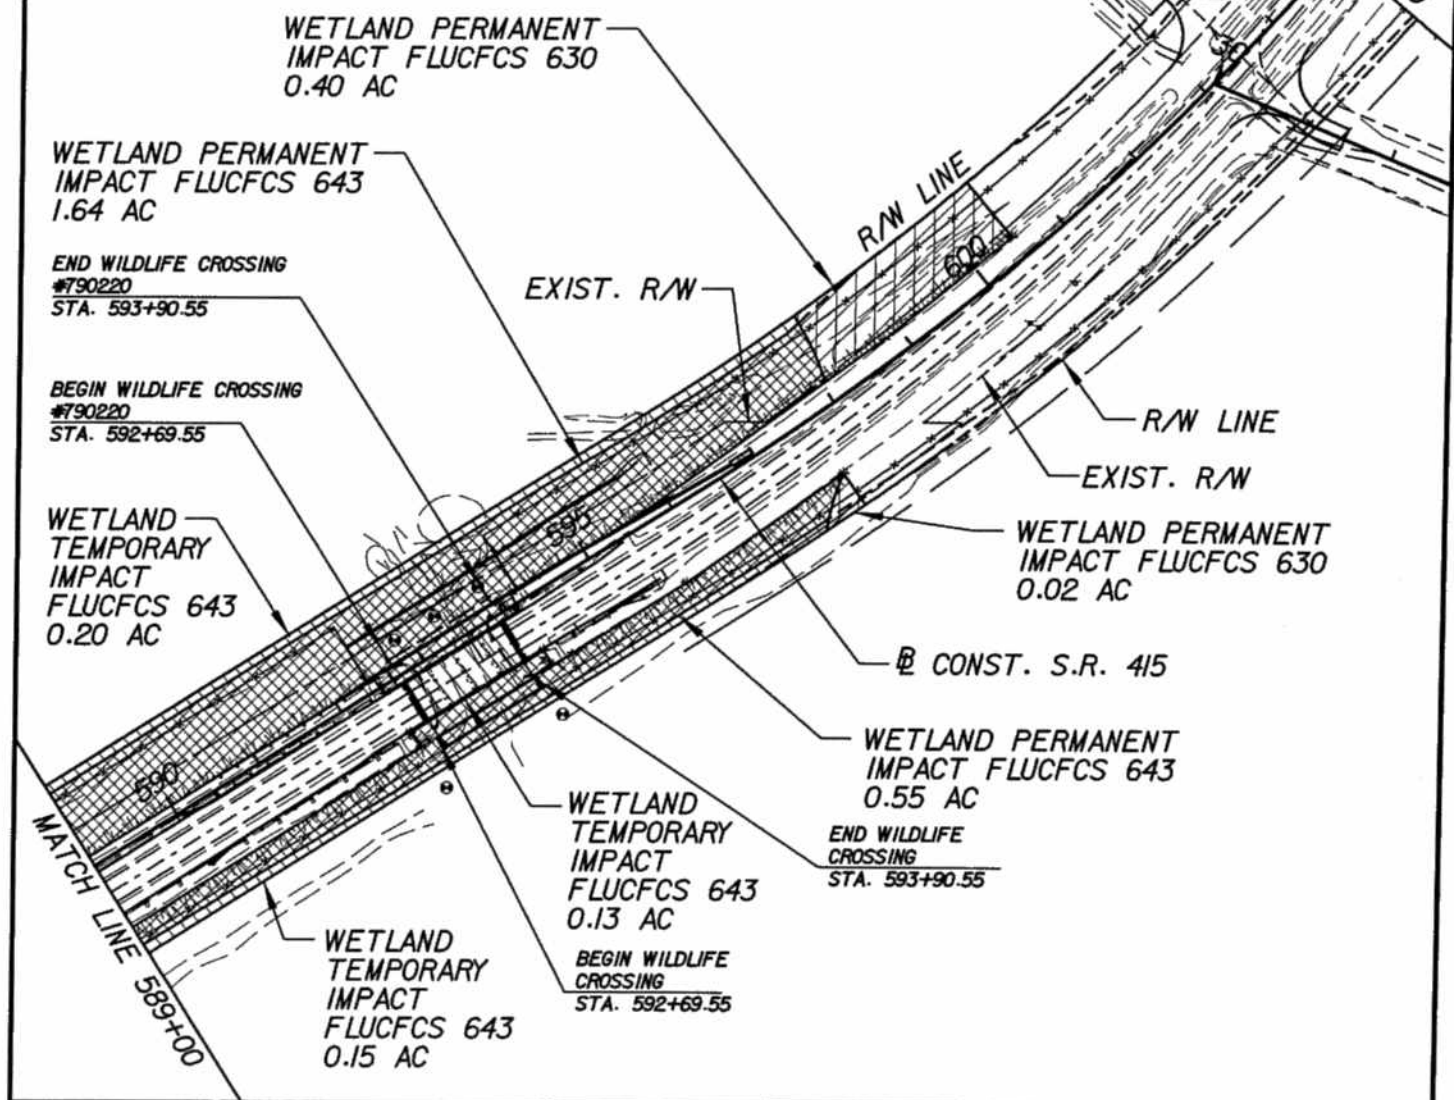 WETLAND PERMANENT
IMPACT FLUCFCS 630
0.40 AC
WETLAND PERMANENT
IMPACT FLUCFCS 643
1.64 AC
END WILDLIFE CROSSING
#790220
STA. 593+90.55
EXIST. R/W
R/W LINE
600
BEGIN WILDLIFE CROSSING
#790220
STA. 592+69.55
WETLAND
TEMPORARY
IMPACT
FLUCFCS 643
0.20 AC
595
590
R/W LINE
EXIST. R/W
WETLAND PERMANENT
IMPACT FLUCFCS 630
0.02 AC
CONST. S.R. 415
WETLAND PERMANENT
IMPACT FLUCFCS 643
0.55 AC
END WILDLIFE
CROSSING
STA. 593+90.55
WETLAND
TEMPORARY
IMPACT
FLUCFCS 643
0.13 AC
BEGIN WILDLIFE
CROSSING
STA. 592+69.55
WETLAND
TEMPORARY
IMPACT
FLUCFCS 643
0.15 AC
MATCH LINE 589+00